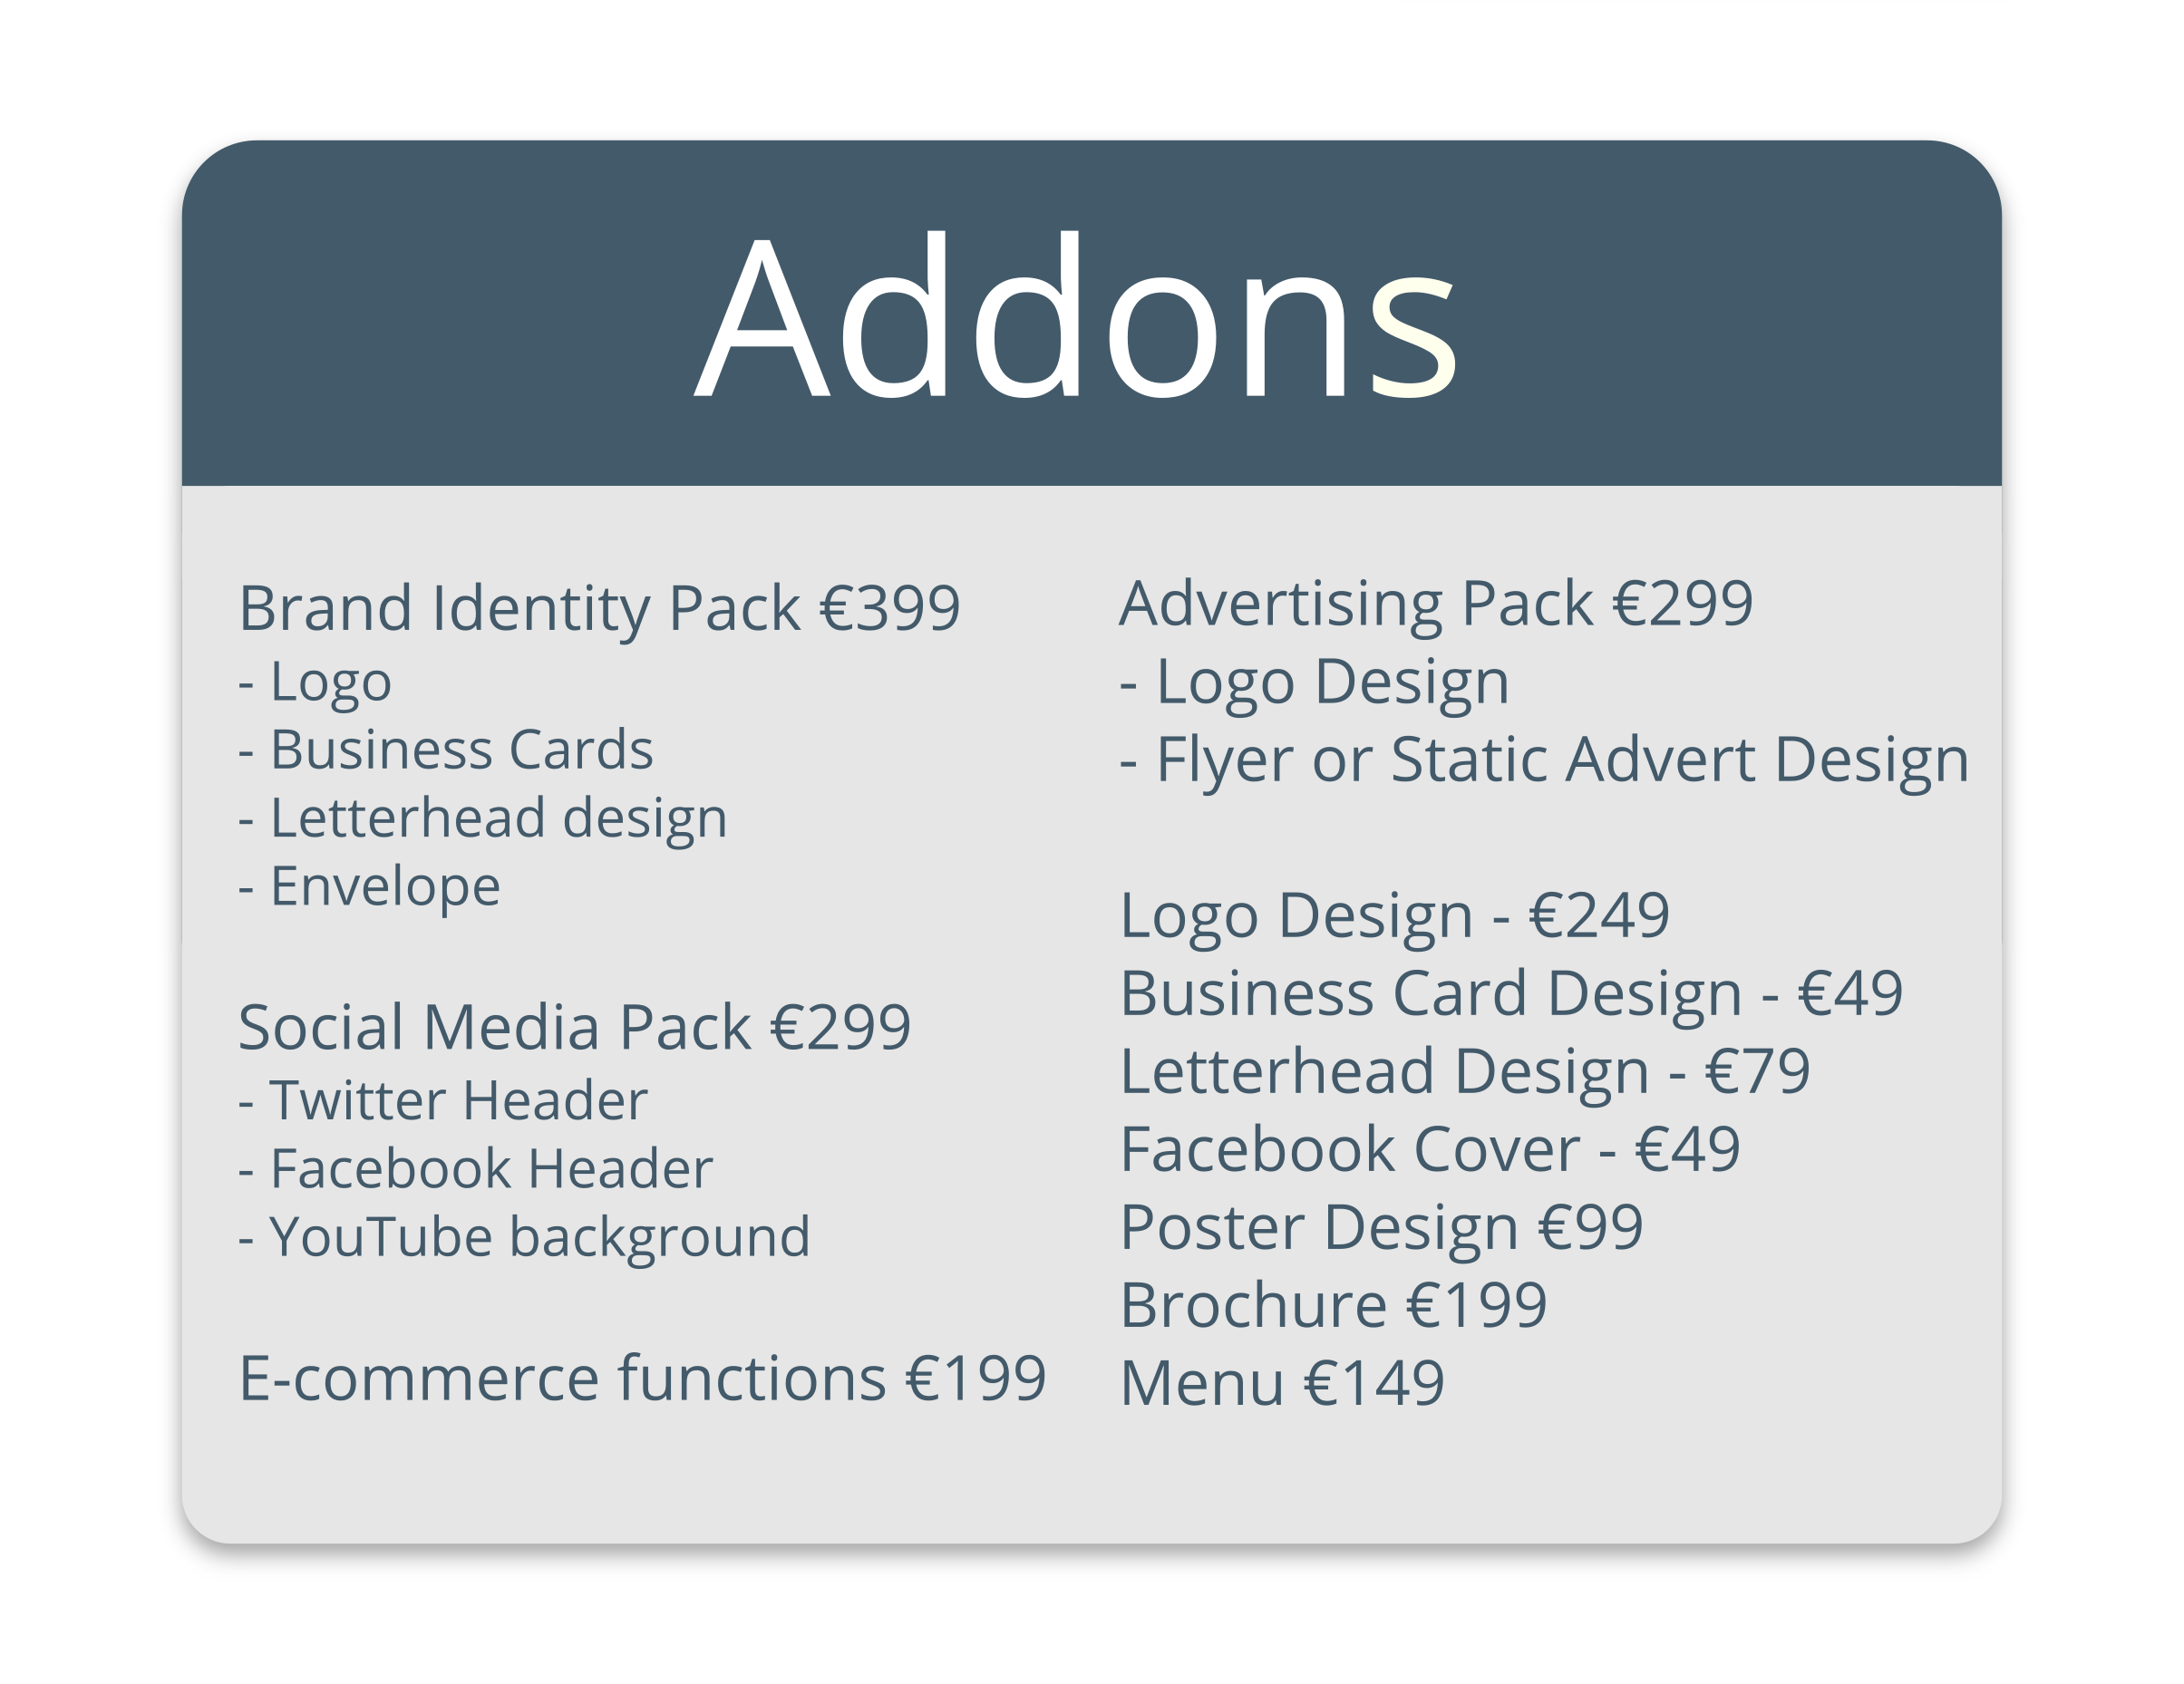 Addons
Brand Identity Pack €399
- Logo
- Business Cards
- Letterhead design
- Envelope
Social Media Pack €299
- Twitter Header
- Facebook Header
- YouTube background
E-commerce functions €199
Advertising Pack €299
- Logo Design
- Flyer or Static Advert Design
Logo Design - €249
Business Card Design - €49
Letterhead Design - €79
Facebook Cover - €49
Poster Design €99
Brochure €199
Menu €149